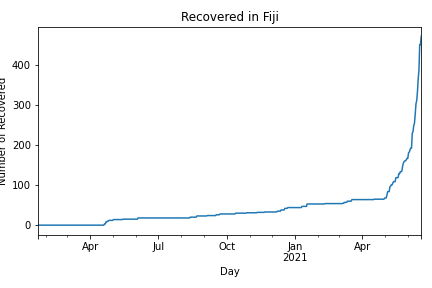 Recovered in Fiji
Number of Recovered
400
300
200
100
0
Apr
Jul
Oct
Jan
2021
Apr
Day